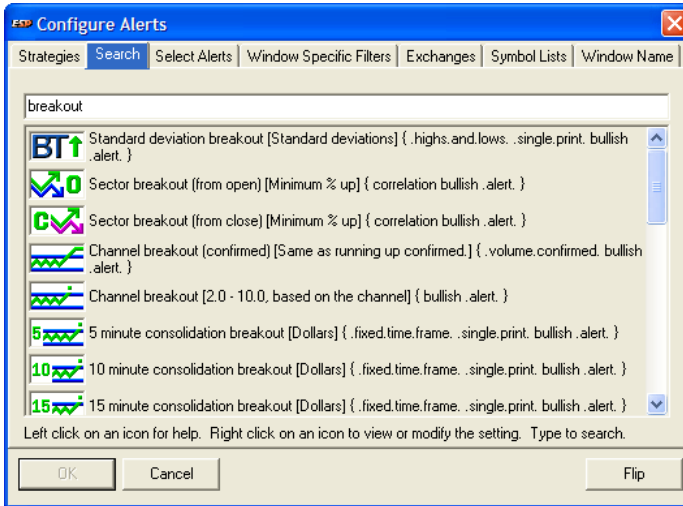 ESP Configure Alerts
Strategies Search Select Alerts Window Specific Filters Exchanges Symbol Lists Window Name
breakout
BT Standard deviation breakout [Standard deviations] { .highs.and.lows. .single.print. bullish
.alert. }
O Sector breakout (from open) [Minimum % up] { correlation bullish .alert. }
C Sector breakout (from close) [Minimum % up] { correlation bullish .alert. }
Channel breakout (confirmed) [Same as running up confirmed.] { .volume.confirmed. bullish
.alert. }
Channel breakout [2.0 - 10.0, based on the channel] { bullish .alert. }
5 5 minute consolidation breakout [Dollars] { .fixed.time.frame. .single.print. bullish .alert. }
10 10 minute consolidation breakout [Dollars] { .fixed.time.frame. .single.print. bullish .alert. }
15 15 minute consolidation breakout [Dollars] { .fixed.time.frame. .single.print. bullish .alert. }
Left click on an icon for help. Right click on an icon to view or modify the setting. Type to search.
OK Cancel Flip